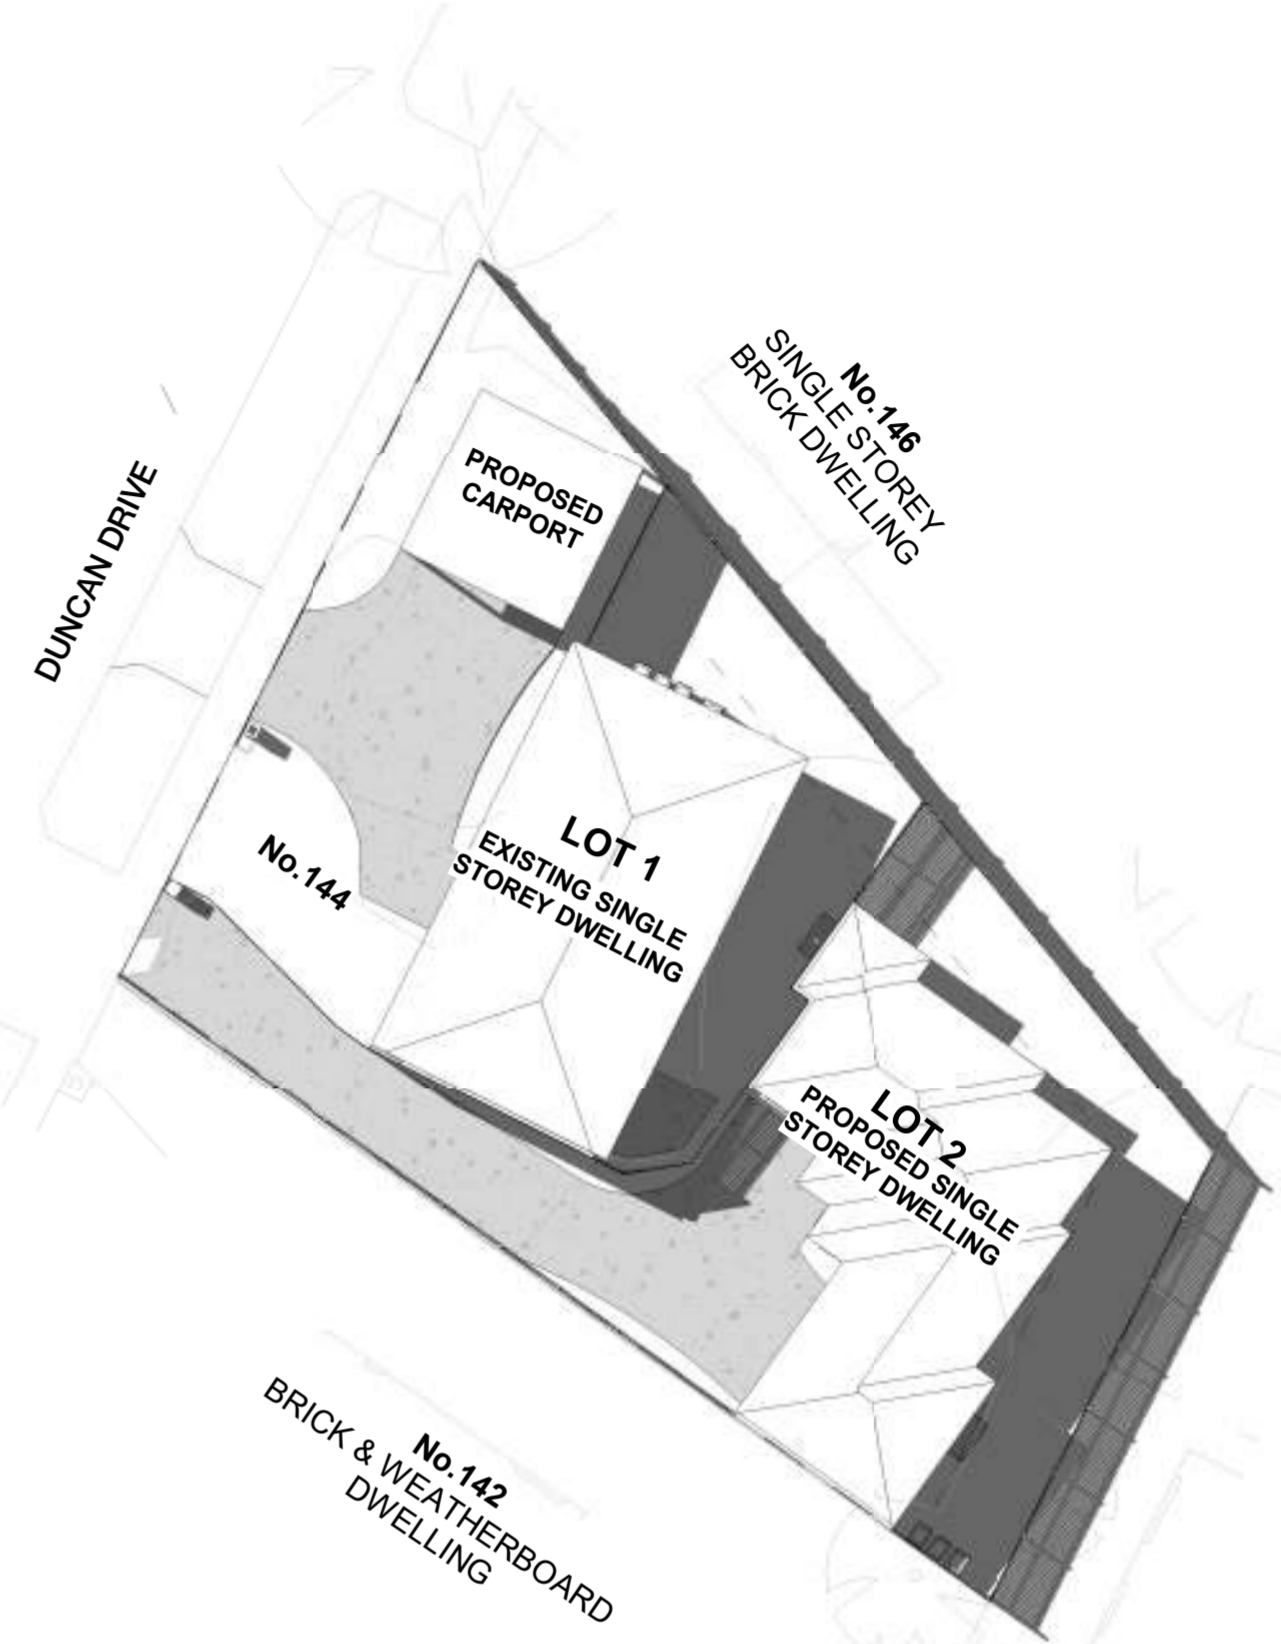 No.146
SINGLE STOREY
BRICK DWELLING
PROPOSED
CARPORT
DUNCAN DRIVE
LOT 1
EXISTING SINGLE
STOREY DWELLING
No.144
LOT 2
PROPOSED SINGLE
STOREY DWELLING
No.142
BRICK & WEATHERBOARD
DWELLING